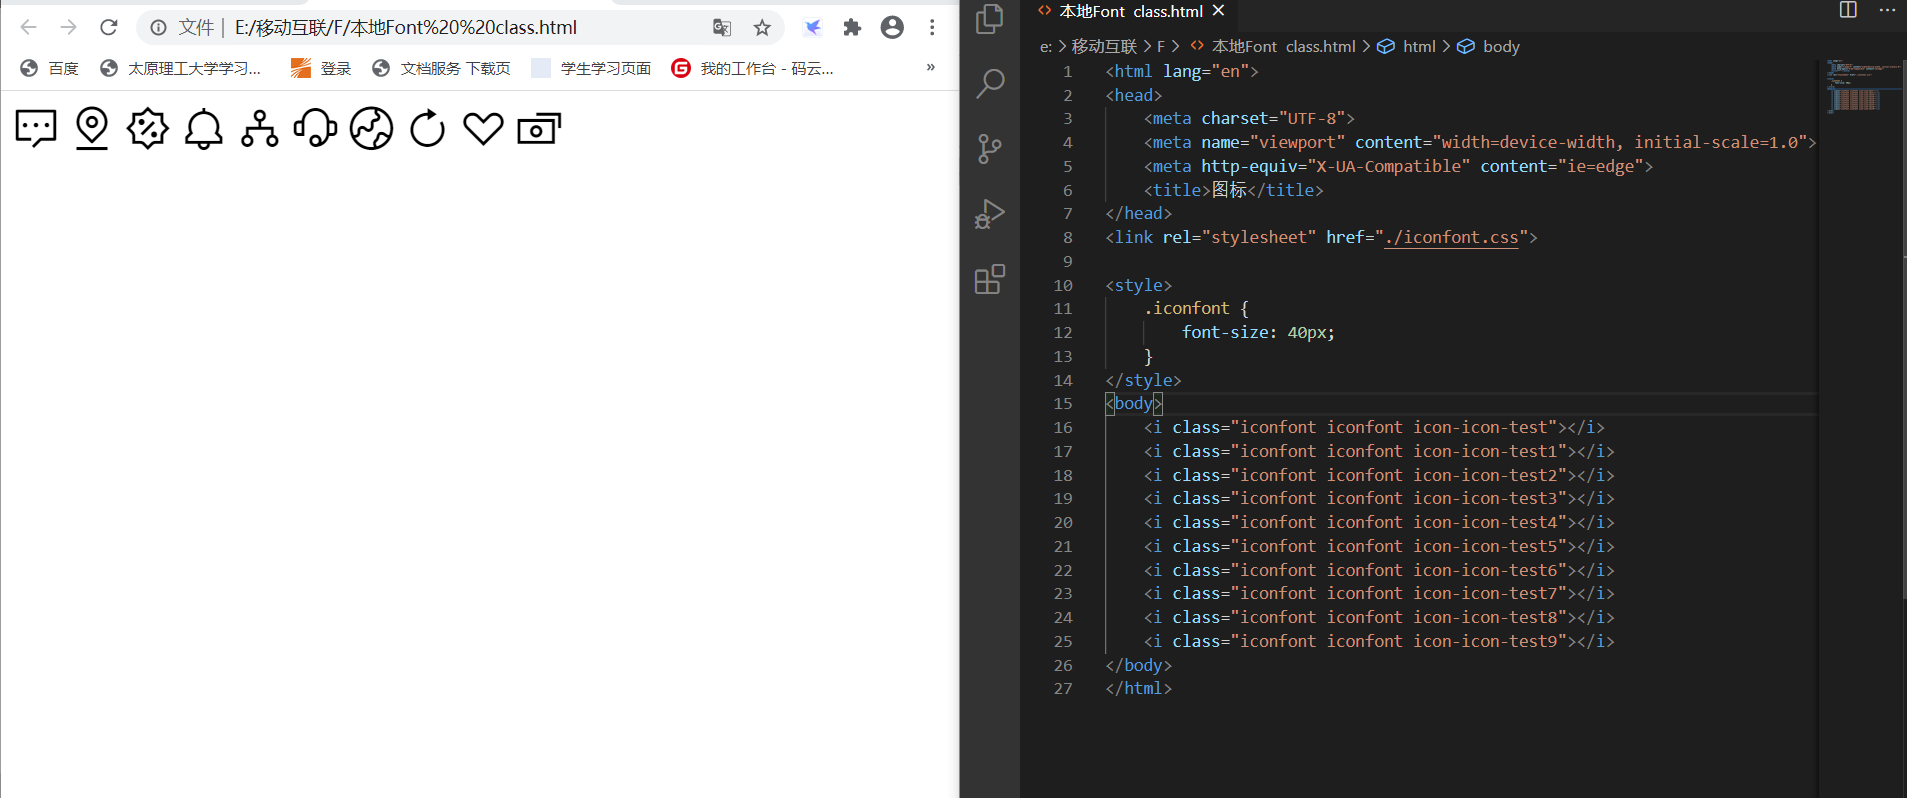 文件 | E:/移动互联/F/本地Font%20%20class.html
百度 太原理工大学学习... 登录 文档服务 下载页 学生学习页面 G 我的工作台 - 码云... »
本地Font class.html
e: > 移动互联 > F > 本地Font class.html > html > body
1 <html lang="en">
2 <head>
3 <meta charset="UTF-8">
4 <meta name="viewport" content="width=device-width, initial-scale=1.0">
5 <meta http-equiv="X-UA-Compatible" content="ie=edge">
6 <title>图标</title>
7 </head>
8 <link rel="stylesheet" href="./iconfont.css">
9
10 <style>
11 .iconfont {
12 font-size: 40px;
13 }
14 </style>
15 <body>
16 <i class="iconfont iconfont icon-icon-test"></i>
17 <i class="iconfont iconfont icon-icon-test1"></i>
18 <i class="iconfont iconfont icon-icon-test2"></i>
19 <i class="iconfont iconfont icon-icon-test3"></i>
20 <i class="iconfont iconfont icon-icon-test4"></i>
21 <i class="iconfont iconfont icon-icon-test5"></i>
22 <i class="iconfont iconfont icon-icon-test6"></i>
23 <i class="iconfont iconfont icon-icon-test7"></i>
24 <i class="iconfont iconfont icon-icon-test8"></i>
25 <i class="iconfont iconfont icon-icon-test9"></i>
26 </body>
27 </html>